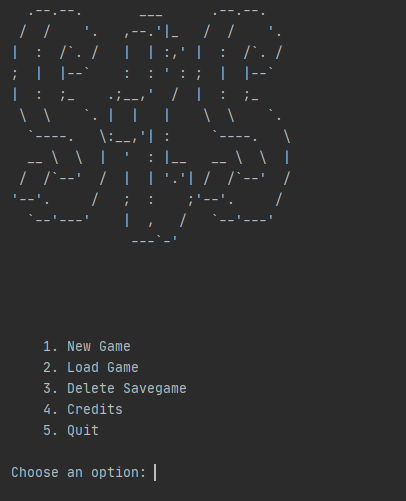 1. New Game
2. Load Game
3. Delete Savegame
4. Credits
5. Quit
Choose an option: